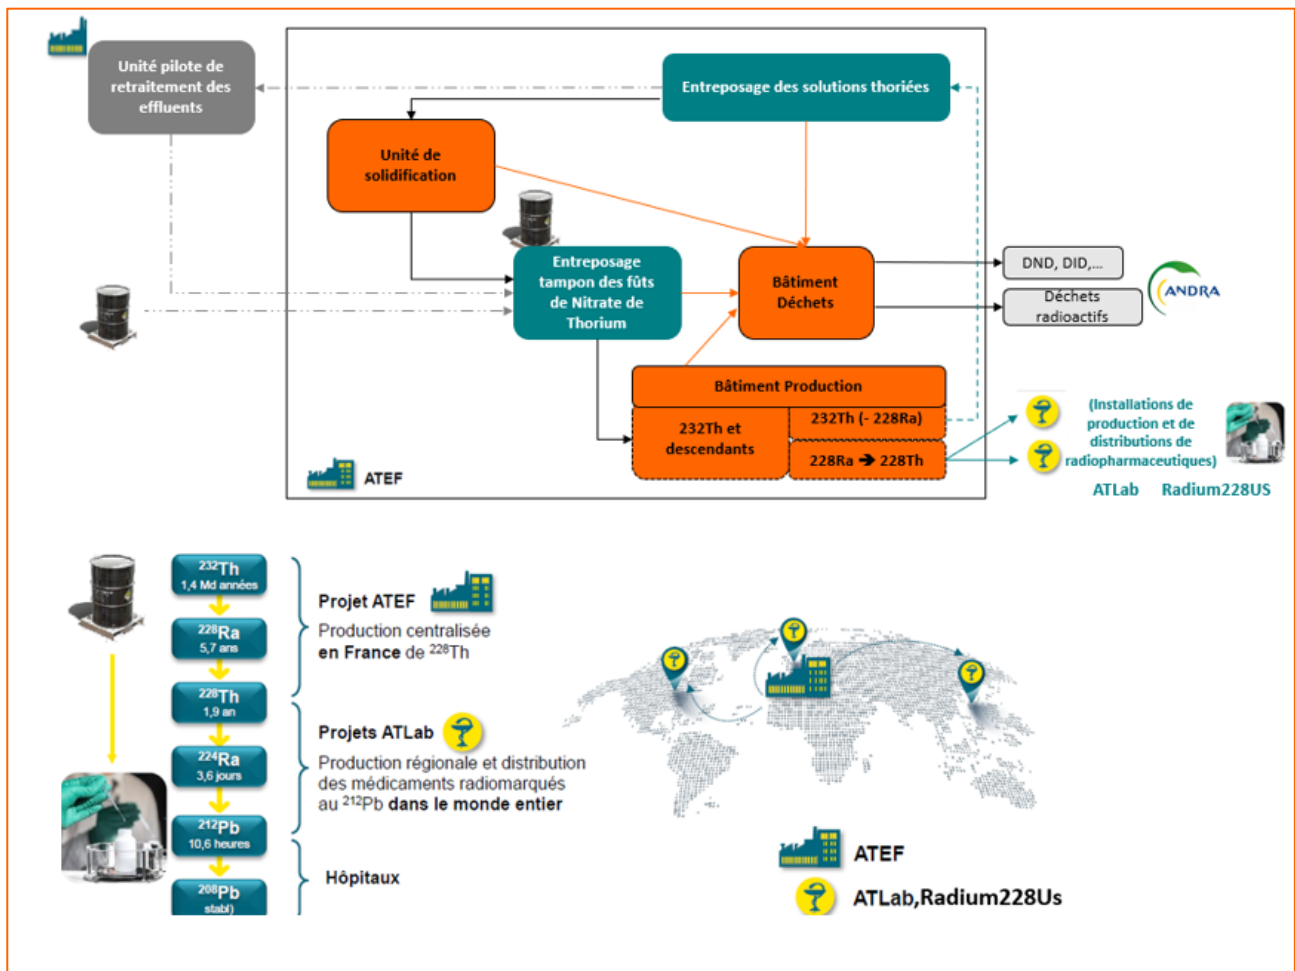 Unité pilote de
retraitement des
effluents
Entreposage des solutions thoriées
Unité de
solidification
Entreposage
tampon des fûts
de Nitrate de
Thorium
Bâtiment
Déchets
DND, DID,...
Déchets
radioactifs
ANDRA
Bâtiment Production
232Th et
descendants
232Th (- 228Ra)
228Ra ➔ 228Th
(Installations de
production et de
distributions de
radiopharmaceutiques)
ATLab Radium228US
ATEF
232Th
1,4 Md années
228Ra
5,7 ans
228Th
1,9 an
224Ra
3,6 jours
212Pb
10,6 heures
208Pb
stabl)
Projet ATEF
Production centralisée
en France de 228Th
Projets ATLab
Production régionale et distribution
des médicaments radiomarqués
au 212Pb dans le monde entier
Hôpitaux
ATEF
ATLab,Radium228Us